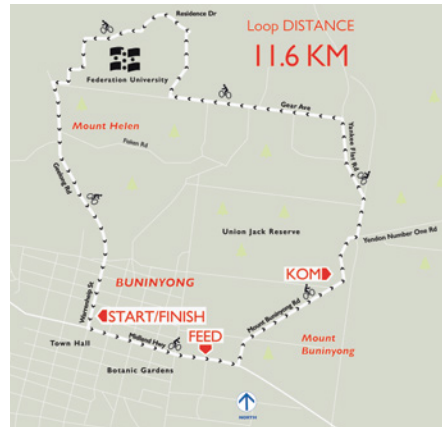 Residence Dr
Loop DISTANCE
11.6 KM
Federation University
Gear Ave
Mount Helen
Fisken Rd
Yankee Flat Rd
Geelong Rd
Union Jack Reserve
Yendon Number One Rd
KOM
BUNINYONG
Warrenheip St
START/FINISH
Mount Buninyong Rd
Town Hall
Midland Hwy
FEED
Mount
Buninyong
Botanic Gardens
NORTH